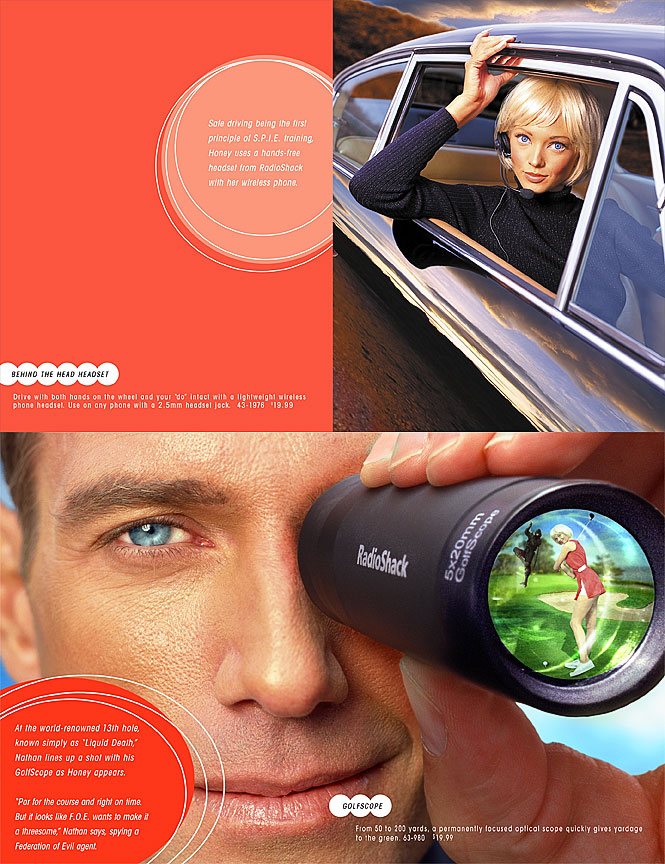 Safe driving being the first
principle of S.P.I.E. training,
Honey uses a hands-free
headset from RadioShack
with her wireless phone.
BEHIND THE HEAD HEADSET
Drive with both hands on the wheel and your "do" intact with a lightweight wireless
phone headset. Use on any phone with a 2.5mm headset jack. 43-1976 $19.99
RadioShack
5x20mm
GolfScope
At the world-renowned 13th hole,
known simply as "Liquid Death,"
Nathan lines up a shot with his
GolfScope as Honey appears.
"Par for the course and right on time.
But it looks like F.O.E. wants to make it
a threesome," Nathan says, spying a
Federation of Evil agent.
GOLFSCOPE
From 50 to 200 yards, a permanently focused optical scope quickly gives yardage
to the green. 63-980 $19.99